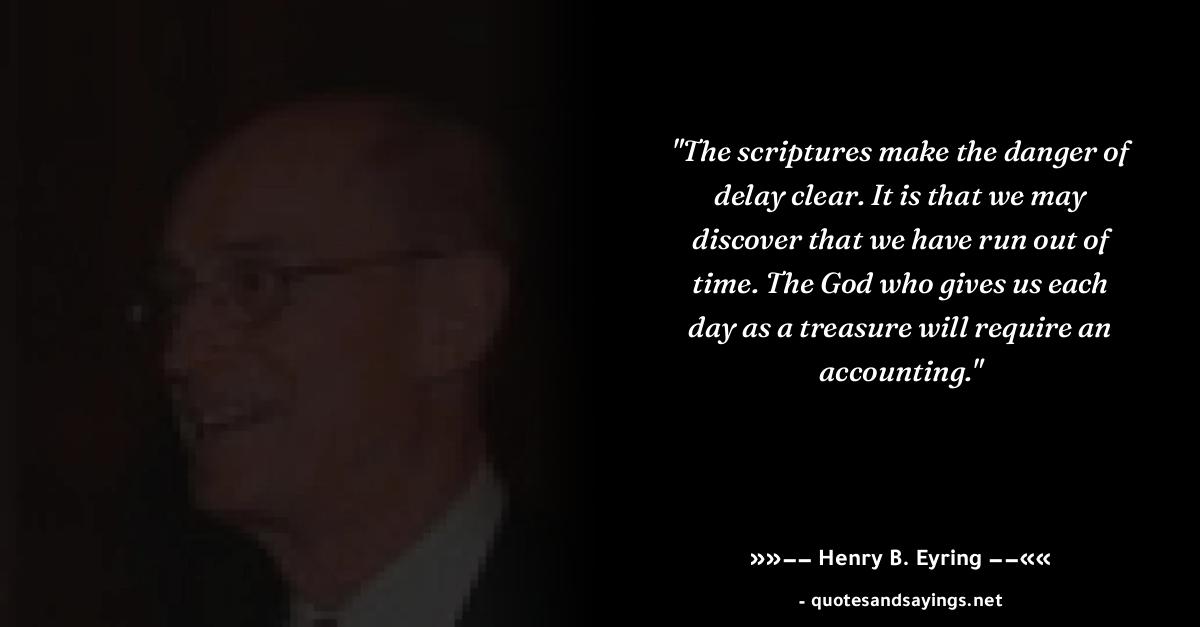 "The scriptures make the danger of
delay clear. It is that we may
discover that we have run out of
time. The God who gives us each
day as a treasure will require an
accounting."
»»–– Henry B. Eyring ––««
- quotesandsayings.net